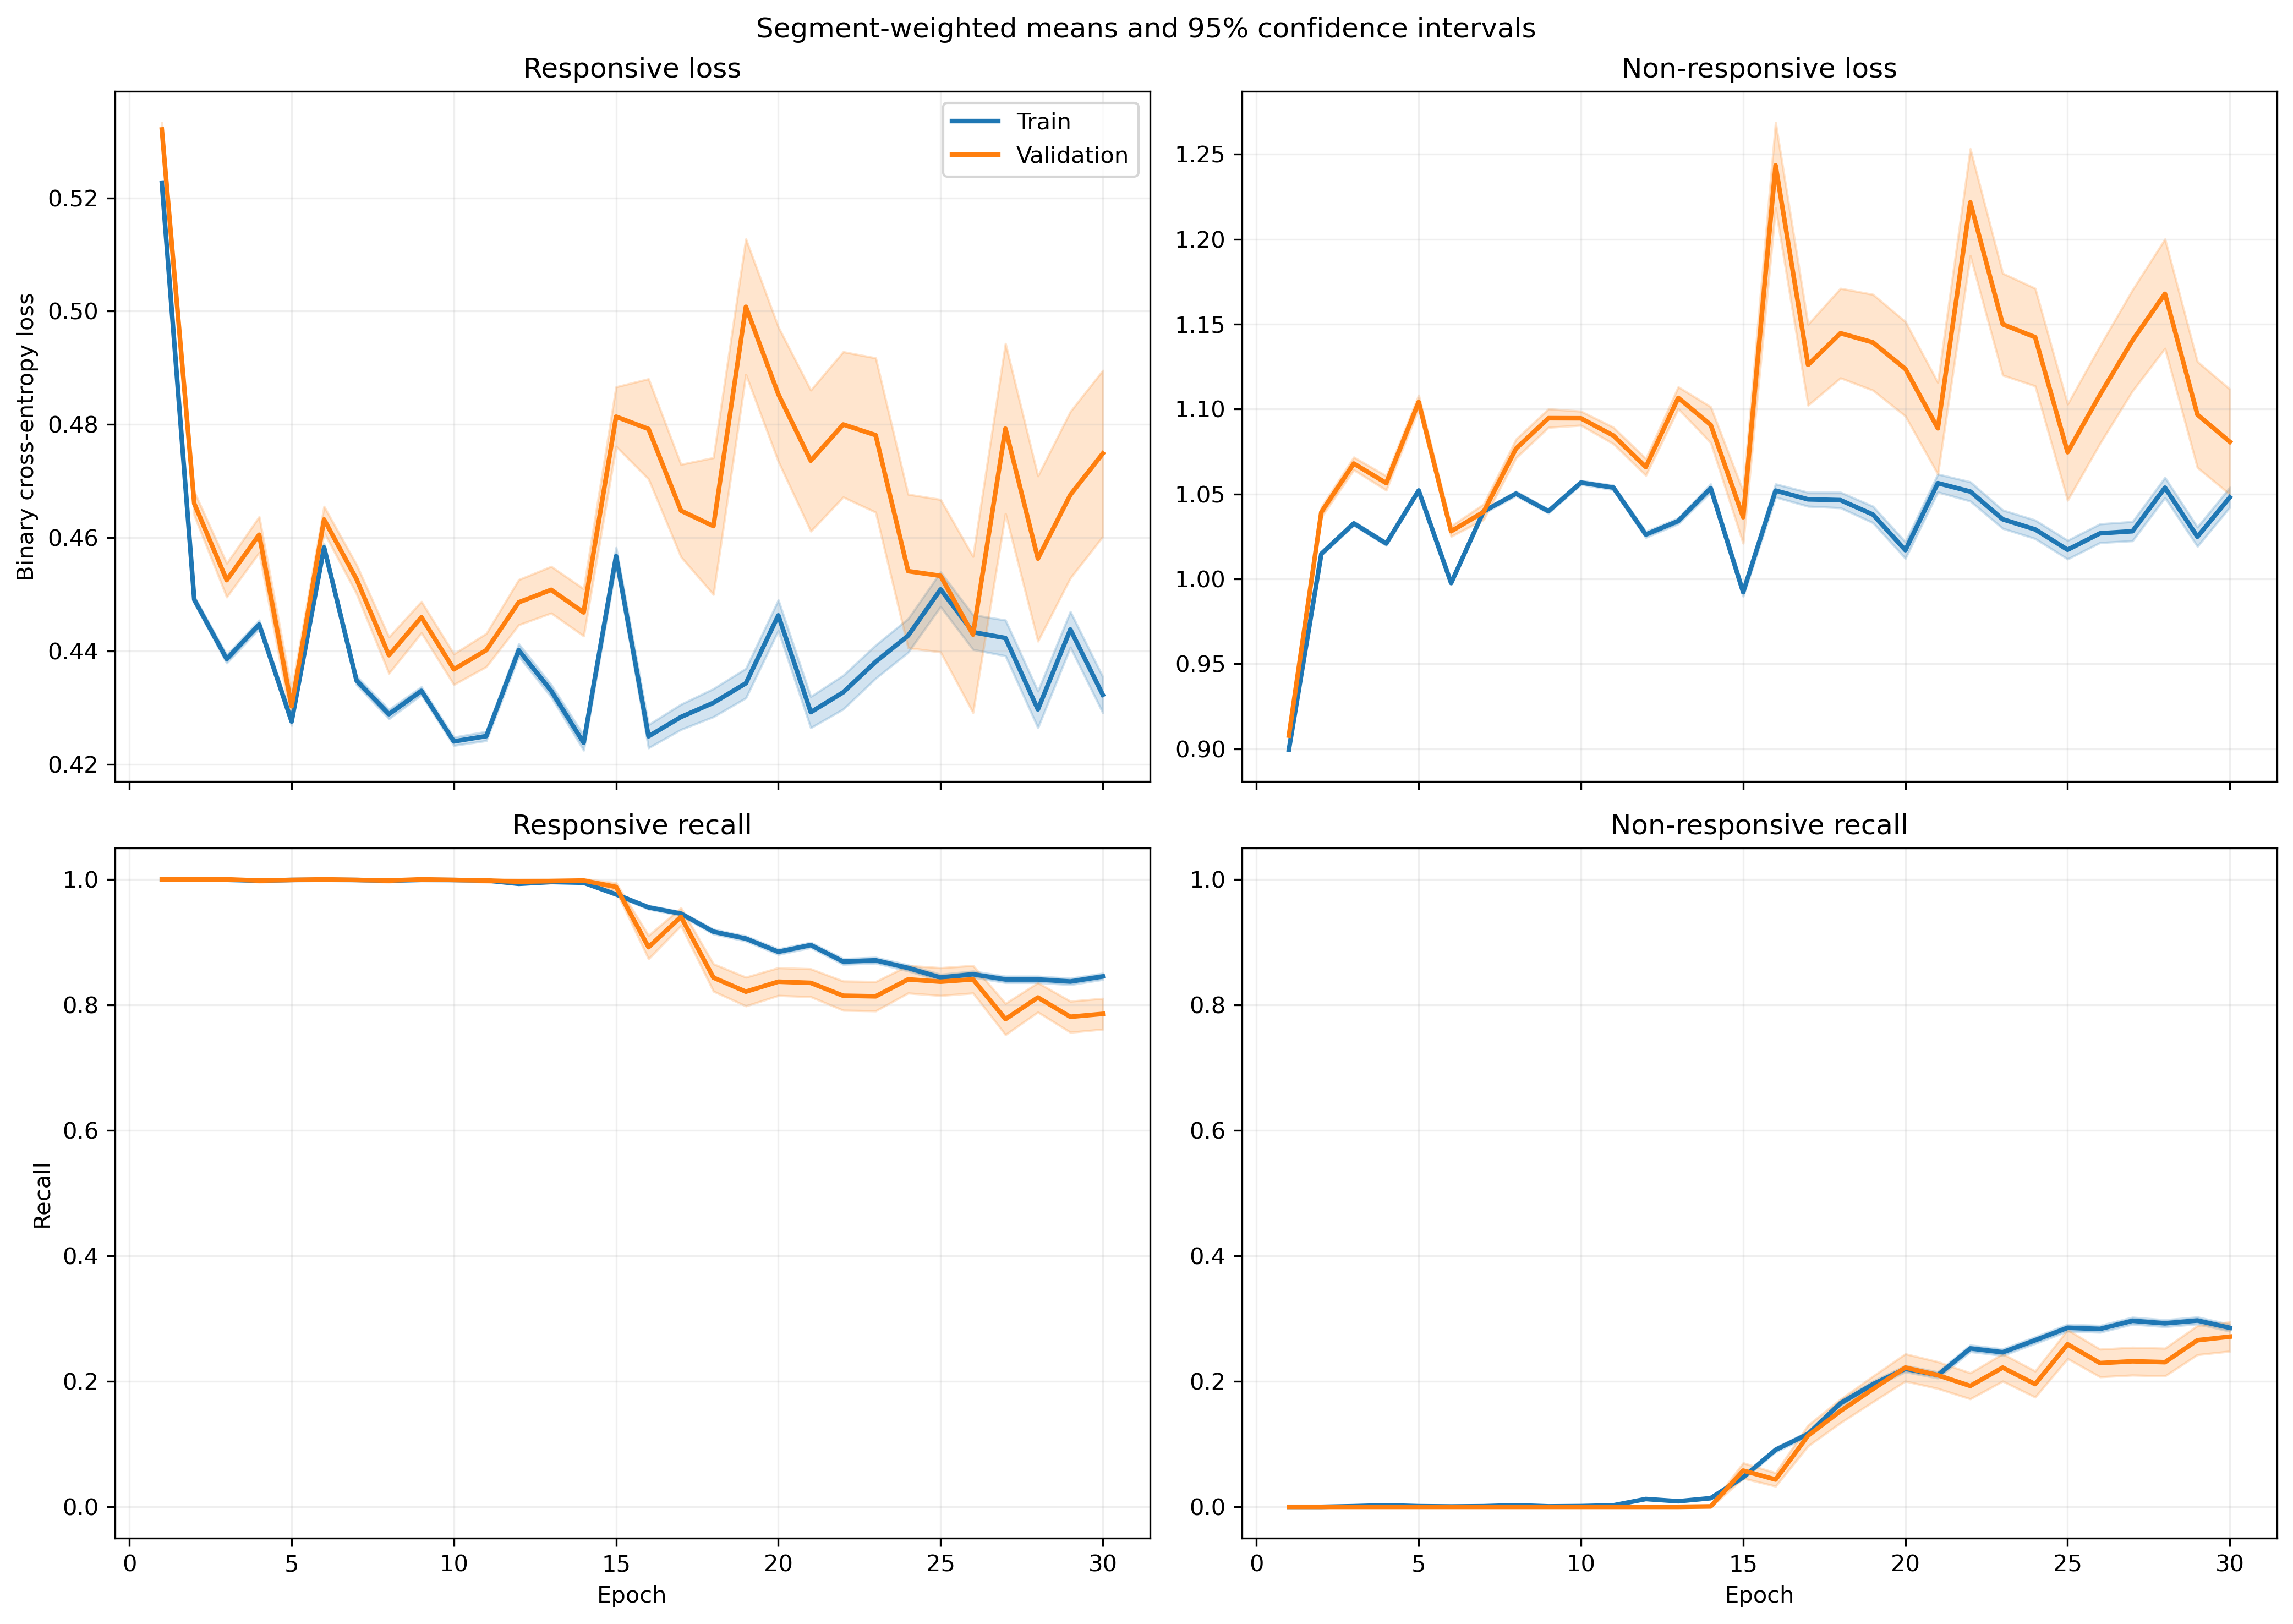 Segment-weighted means and 95% confidence intervals
Responsive loss
Non-responsive loss
Binary cross-entropy loss
0.52
0.50
0.48
0.46
0.44
0.42
Train
Validation
1.25
1.20
1.15
1.10
1.05
1.00
0.95
0.90
Responsive recall
Non-responsive recall
Recall
1.0
0.8
0.6
0.4
0.2
0.0
0 5 10 15 20 25 30
Epoch
1.0
0.8
0.6
0.4
0.2
0.0
0 5 10 15 20 25 30
Epoch